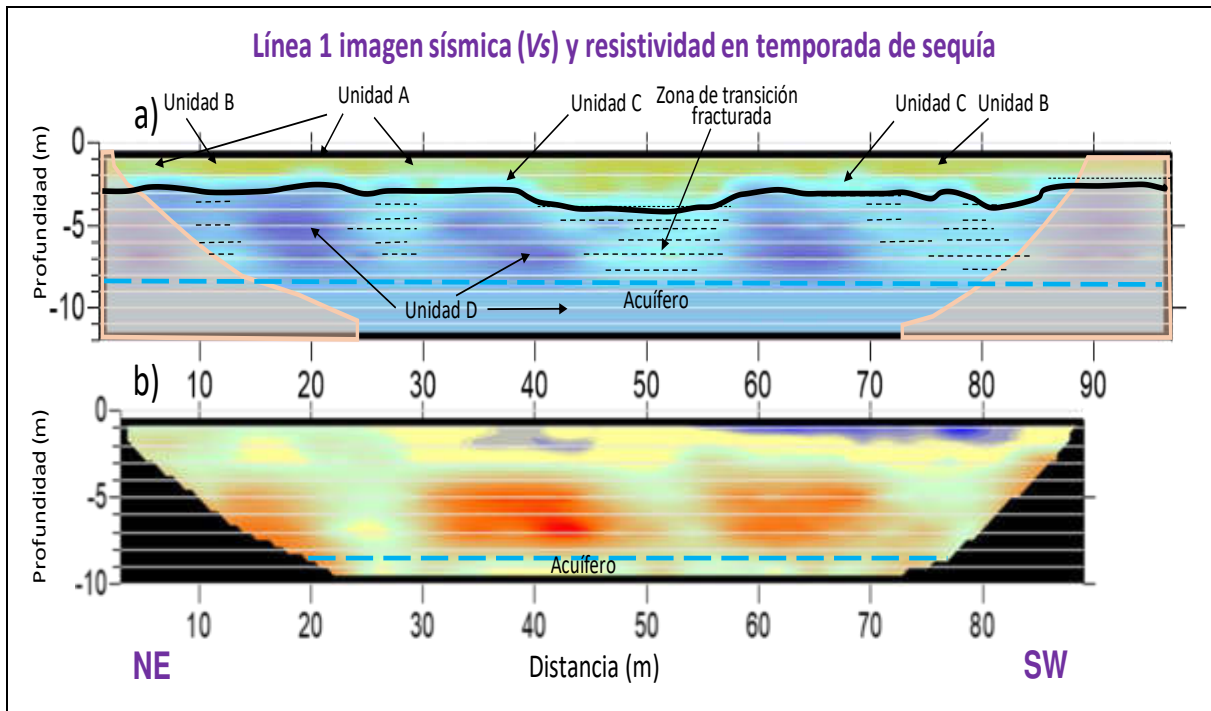 Línea 1 imagen sísmica (Vs) y resistividad en temporada de sequía
a)
Unidad B
Unidad A
Unidad C
Zona de transición
fracturada
Unidad C
Unidad B
Profundidad (m)
0
-5
-10
Unidad D
Acuífero
10 20 30 40 50 60 70 80 90
b)
Profundidad (m)
0
-5
-10
Acuífero
10 20 30 40 50 60 70 80
NE
Distancia (m)
SW